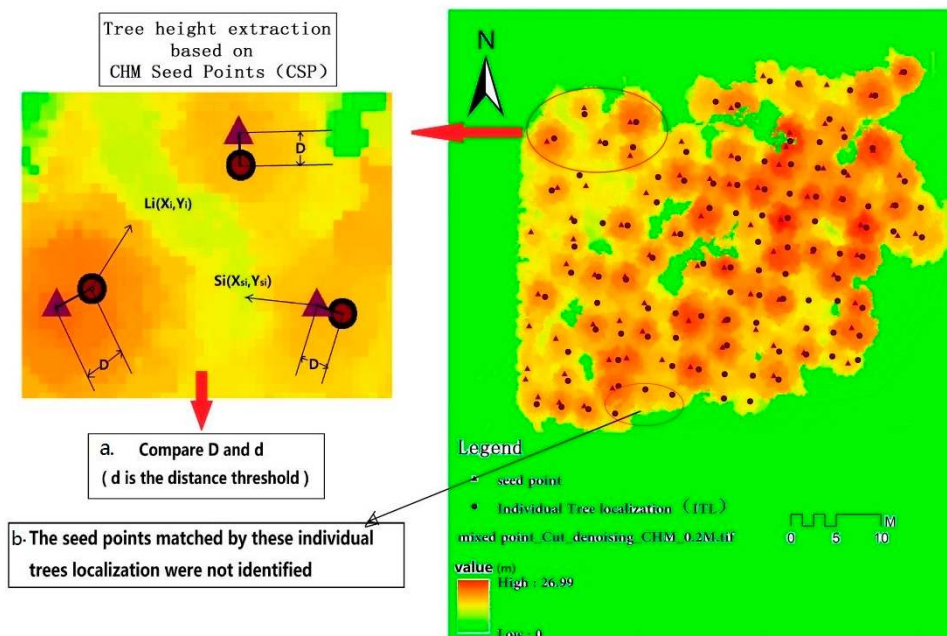 Tree height extraction
based on
CHM Seed Points (CSP)
D
Li(Xi,Yi)
Si(Xsi,Ysi)
D
D
a. Compare D and d
( d is the distance threshold )
b. The seed points matched by these individual
trees localization were not identified
N
Legend
seed point
Individual Tree localization (ITL)
mixed point_Cut_denoising_CHM_0.2M.tif
value (m)
High : 26.99
Low : 0
M
0 5 10